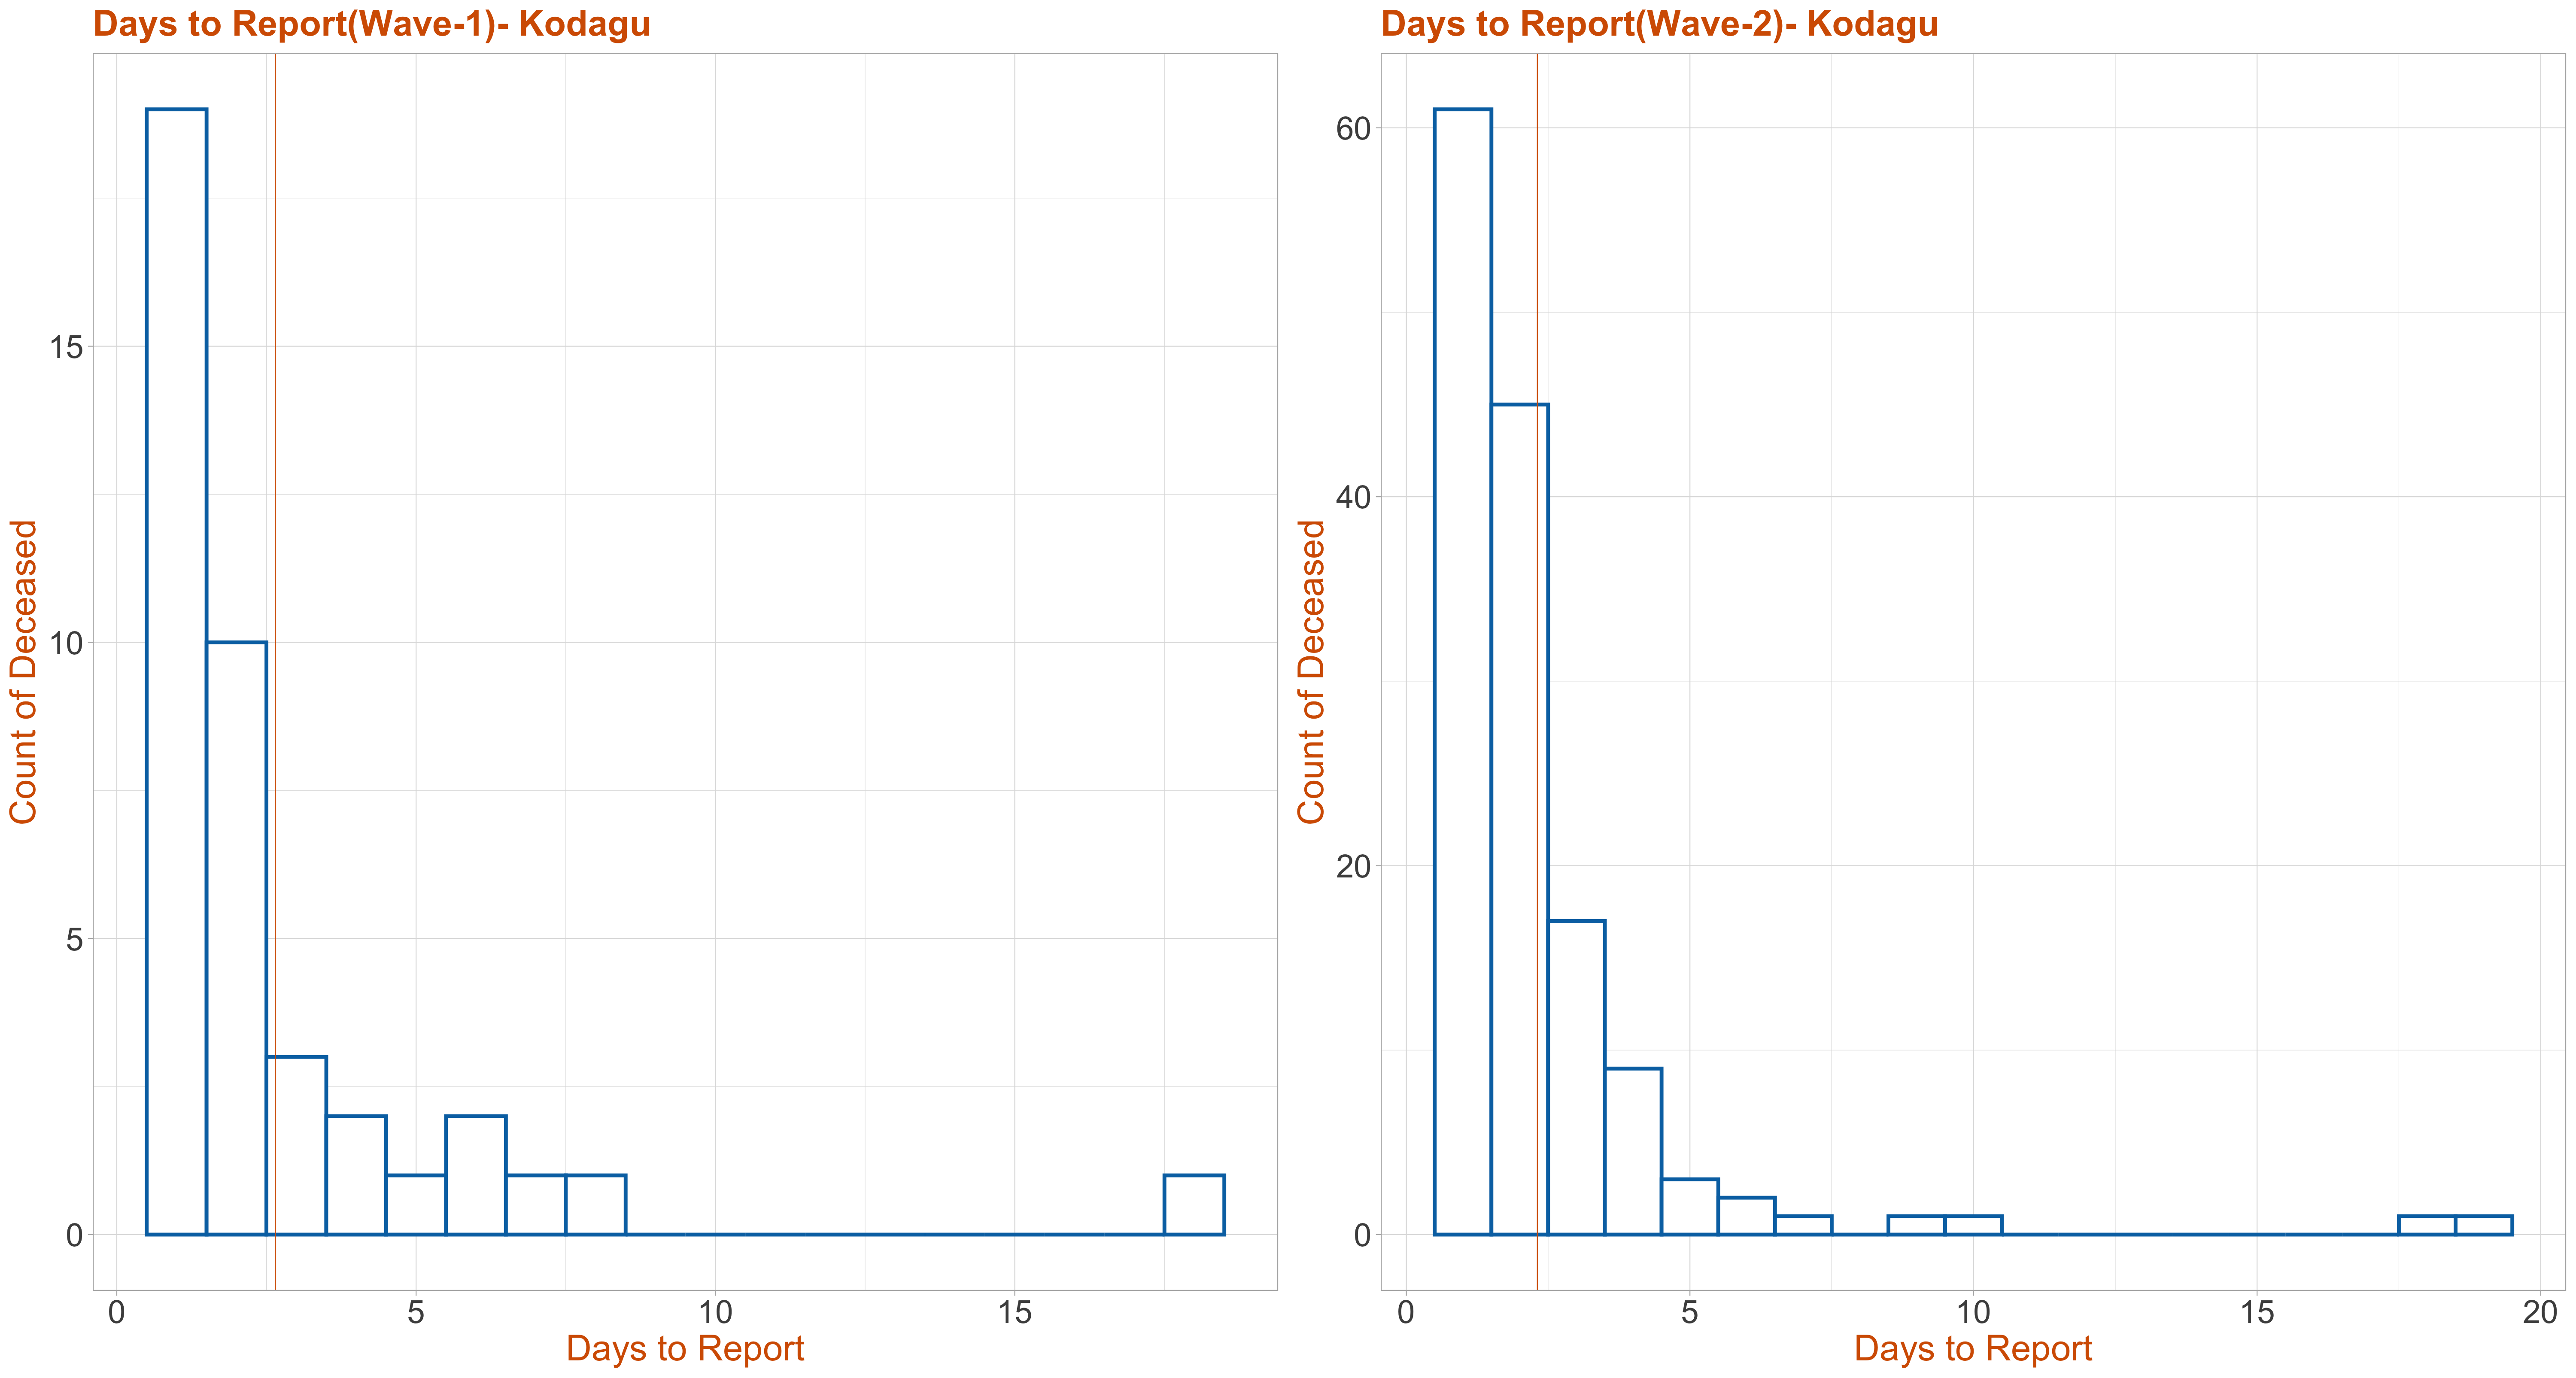 Days to Report(Wave-1)- Kodagu
Count of Deceased
15
10
5
0
0 5 10 15
Days to Report
Days to Report(Wave-2)- Kodagu
Count of Deceased
60
40
20
0
0 5 10 15 20
Days to Report